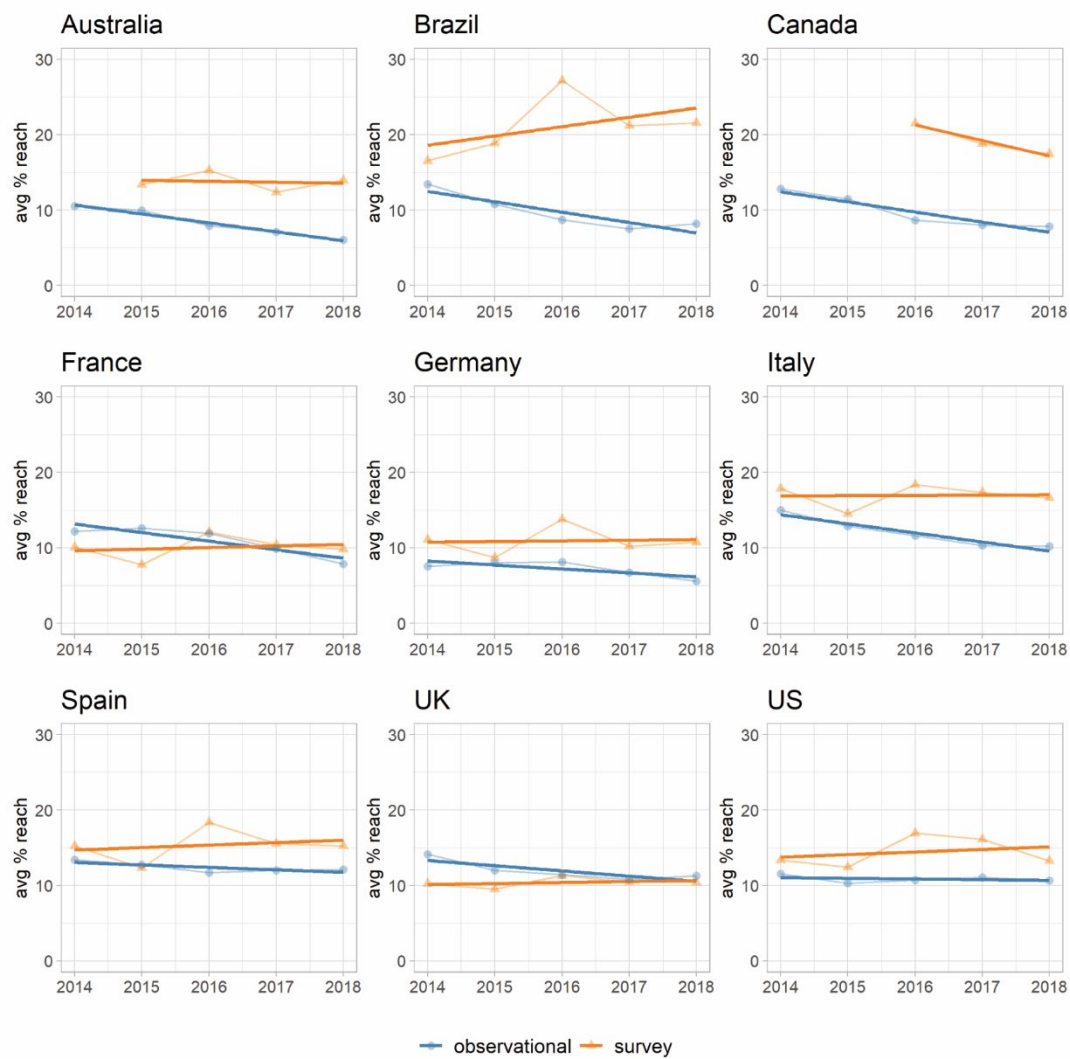 Australia Brazil Canada
30 30 30
20 20 20
10 10 10
0 0 0
avg % reach avg % reach avg % reach
2014 2015 2016 2017 2018 2014 2015 2016 2017 2018 2014 2015 2016 2017 2018
France Germany Italy
30 30 30
20 20 20
10 10 10
0 0 0
avg % reach avg % reach avg % reach
2014 2015 2016 2017 2018 2014 2015 2016 2017 2018 2014 2015 2016 2017 2018
Spain UK US
30 30 30
20 20 20
10 10 10
0 0 0
avg % reach avg % reach avg % reach
2014 2015 2016 2017 2018 2014 2015 2016 2017 2018 2014 2015 2016 2017 2018
observational survey